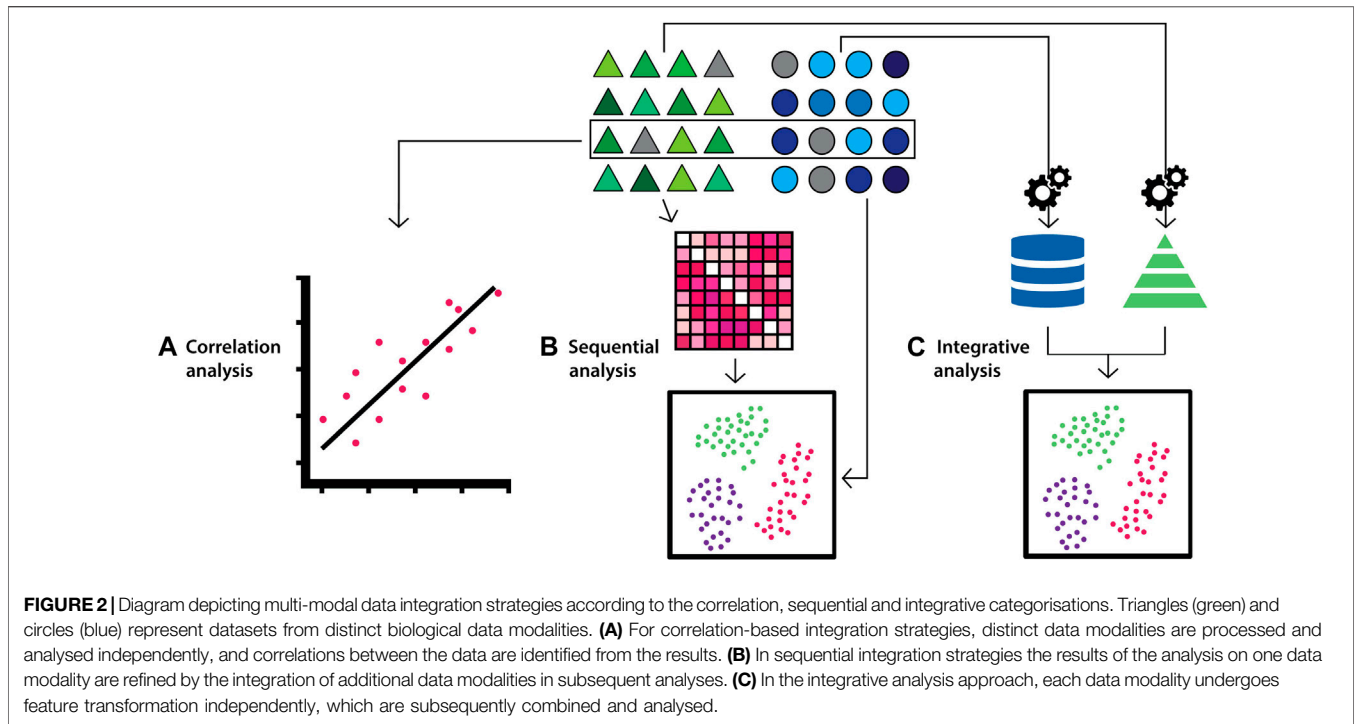 A Correlation
analysis
B Sequential
analysis
C Integrative
analysis
FIGURE 2 | Diagram depicting multi-modal data integration strategies according to the correlation, sequential and integrative categorisations. Triangles (green) and
circles (blue) represent datasets from distinct biological data modalities. (A) For correlation-based integration strategies, distinct data modalities are processed and
analysed independently, and correlations between the data are identified from the results. (B) In sequential integration strategies the results of the analysis on one data
modality are refined by the integration of additional data modalities in subsequent analyses. (C) In the integrative analysis approach, each data modality undergoes
feature transformation independently, which are subsequently combined and analysed.